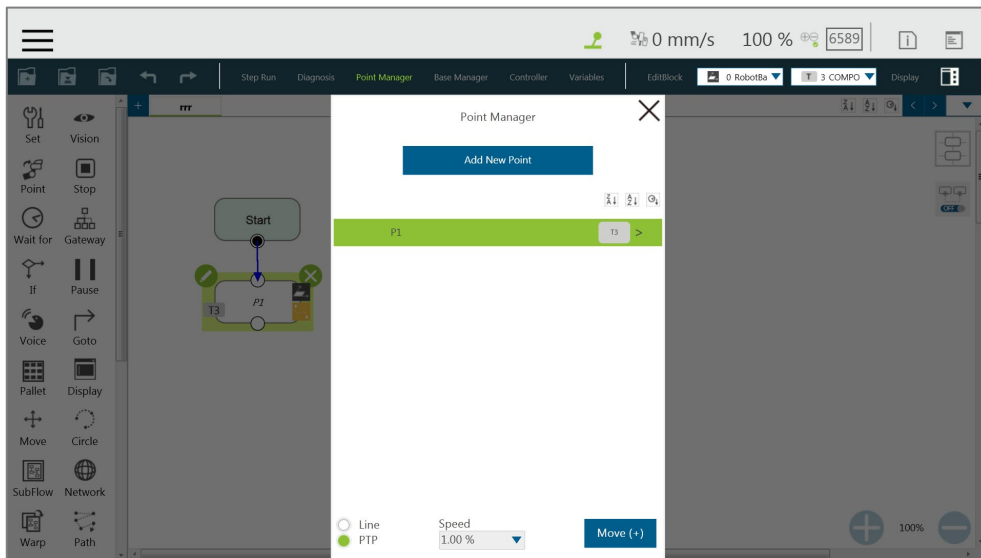 0 mm/s 100 % 6589
Step Run Diagnosis Point Manager Base Manager Controller Variables EditBlock 0 RobotBa T 3 COMPO Display
+ rrr
Set Vision
Point Stop
Wait for Gateway
If Pause
Voice Goto
Pallet Display
Move Circle
SubFlow Network
Warp Path
Start
P1
T3
Point Manager
Add New Point
P1 T3 >
Line
PTP
Speed
1.00 %
Move (+)
OFF
100%